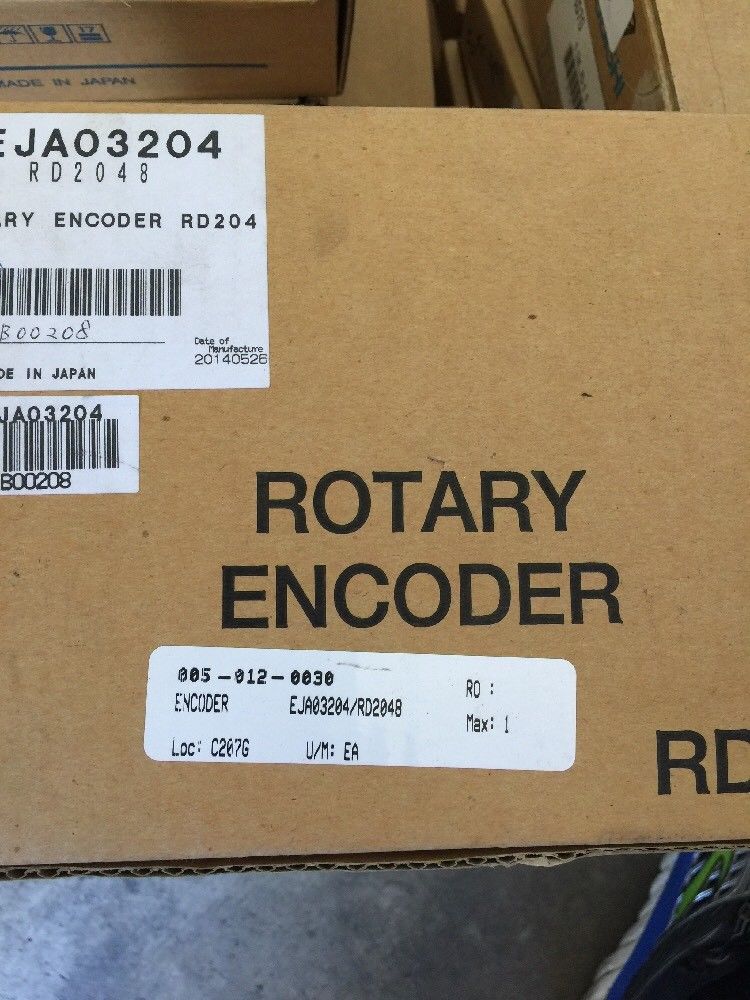 MADE IN JAPAN
EJA03204
RD2048
ARY ENCODER RD204
B00208
Date of
Manufacture
20140526
DE IN JAPAN
JA03204
B00208
ROTARY
ENCODER
005-012-0030
RO :
ENCODER EJA03204/RD2048
Max: 1
Loc: C207G U/M: EA
RD